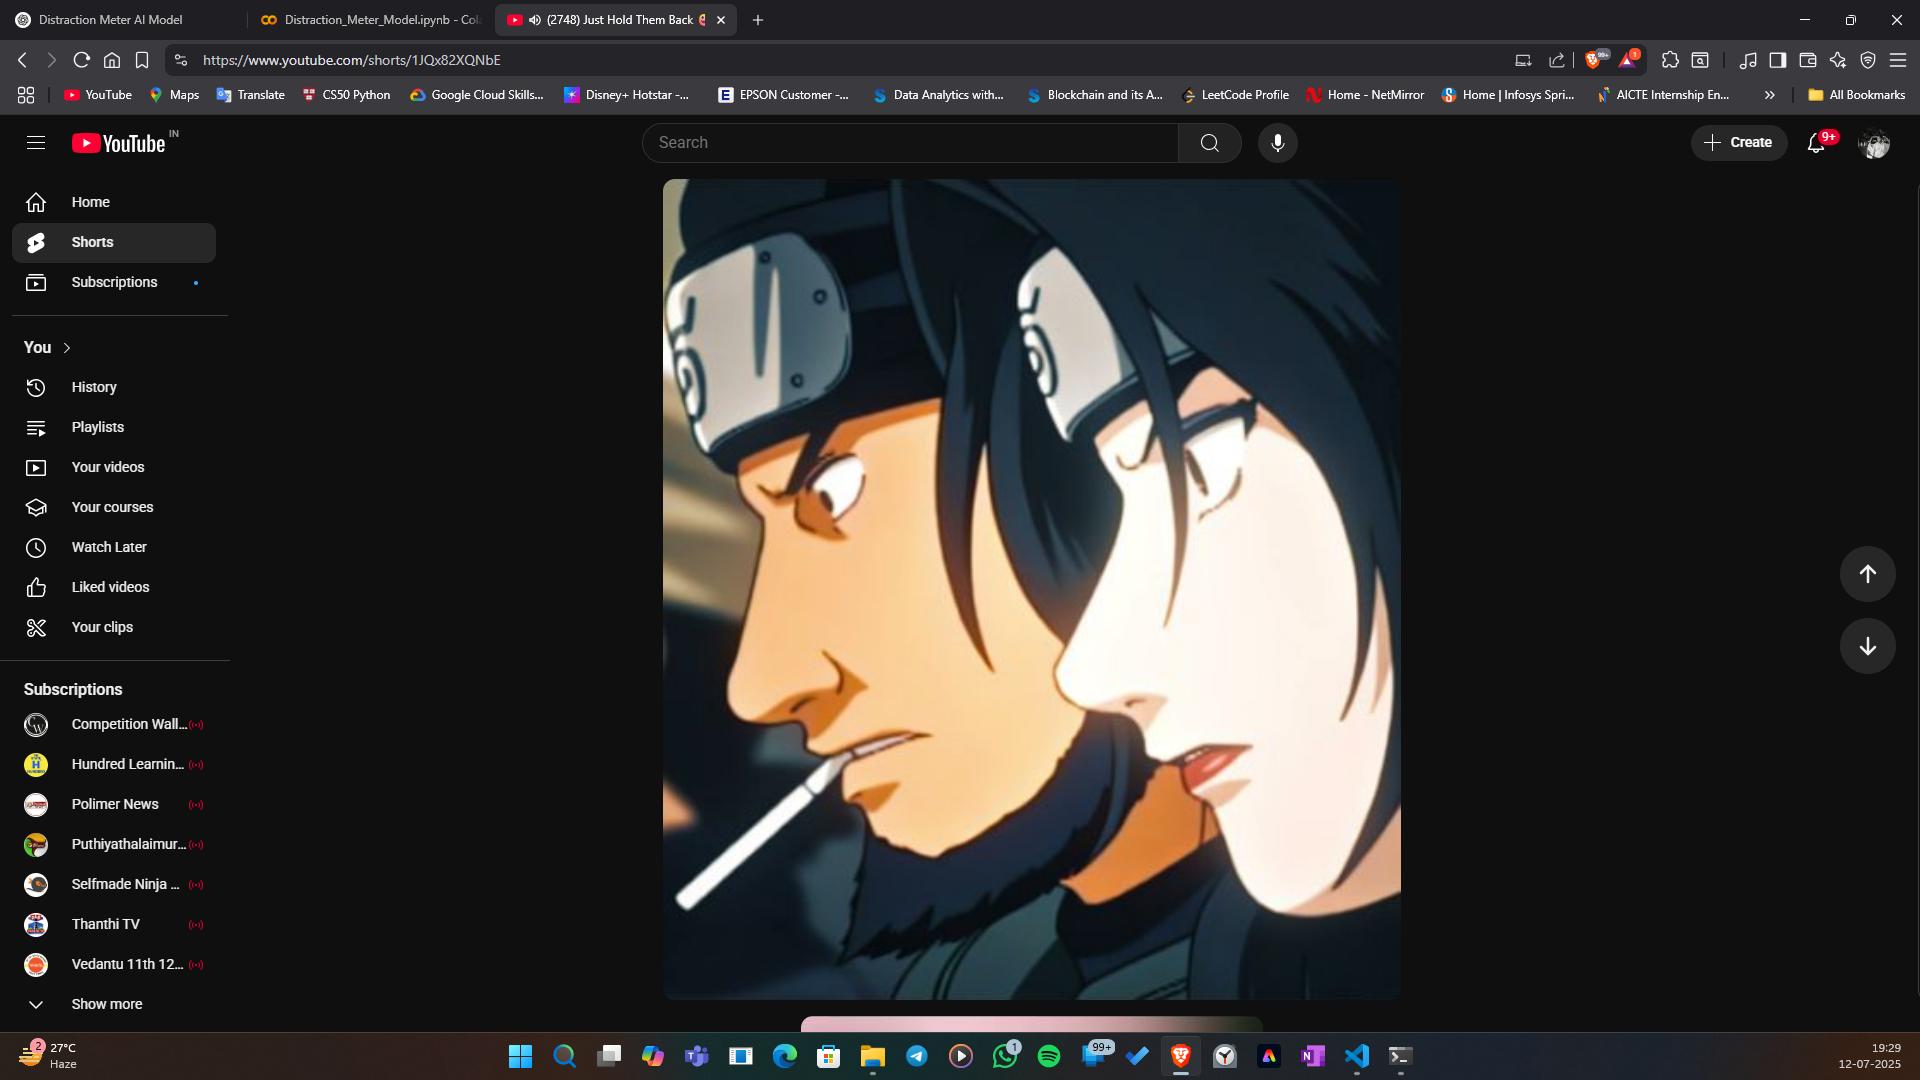 Distraction Meter AI Model
Distraction_Meter_Model.ipynb - Col
(2748) Just Hold Them Back
https://www.youtube.com/shorts/1JQx82XQNbE
99+
1
YouTube
Maps
Translate
CS50 Python
Google Cloud Skills...
Disney+ Hotstar -...
EPSON Customer -...
Data Analytics with...
Blockchain and its A...
LeetCode Profile
Home - NetMirror
Home | Infosys Spri...
AICTE Internship En...
All Bookmarks
YouTube IN
Search
Create
9+
Home
Shorts
Subscriptions
You
History
Playlists
Your videos
Your courses
Watch Later
Liked videos
Your clips
Subscriptions
Competition Wall...
Hundred Learnin...
Polimer News
Puthiyathalaimur...
Selfmade Ninja ...
Thanthi TV
Vedantu 11th 12...
Show more
2
27°C
Haze
1
99+
19:29
12-07-2025